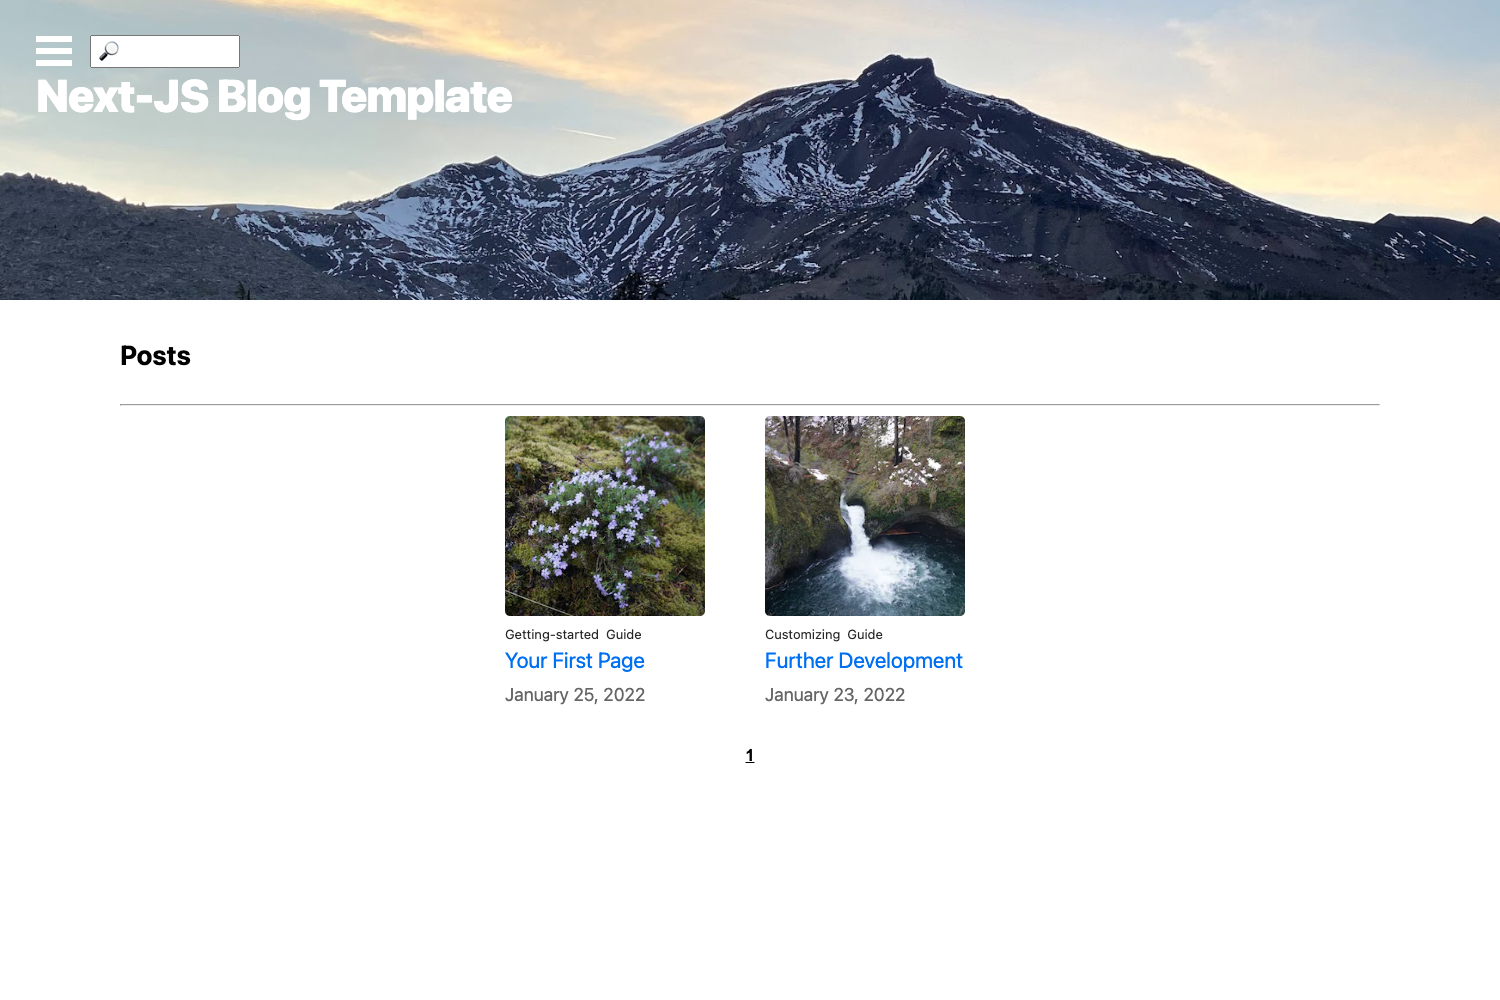 Next-JS Blog Template
Posts
Getting-started Guide
Your First Page
January 25, 2022
Customizing Guide
Further Development
January 23, 2022
1